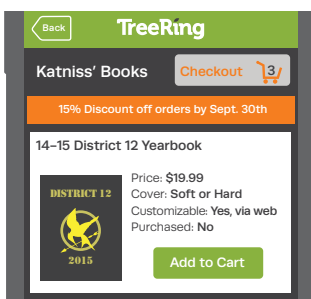 Back
TreeRing
Katniss’ Books
Checkout 3
15% Discount off orders by Sept. 30th
14–15 District 12 Yearbook
DISTRICT 12
2015
Price: $19.99
Cover: Soft or Hard
Customizable: Yes, via web
Purchased: No
Add to Cart